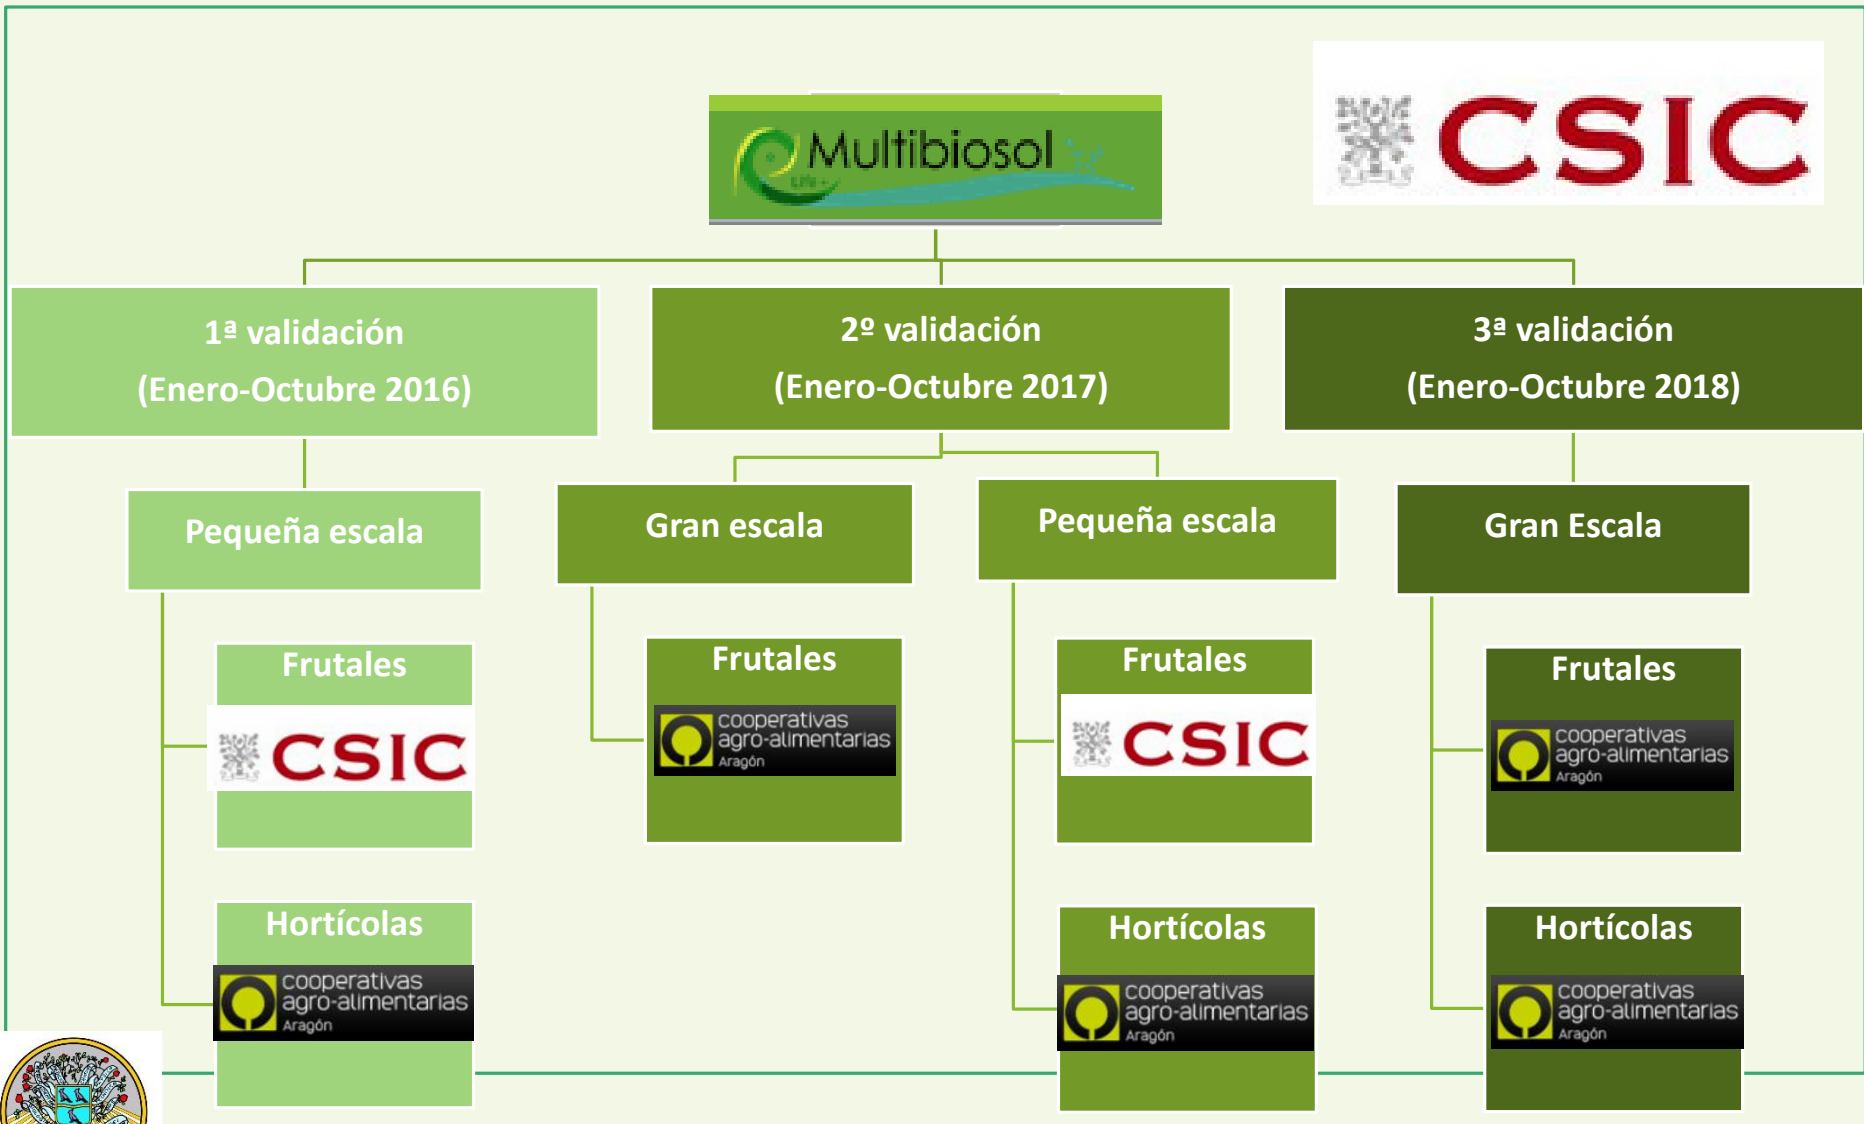 Multibiosol
Life+
CSIC
1ª validación
(Enero-Octubre 2016)
2º validación
(Enero-Octubre 2017)
3ª validación
(Enero-Octubre 2018)
Pequeña escala
Gran escala
Pequeña escala
Gran Escala
Frutales
CSIC
Frutales
cooperativas
agro-alimentarias
Aragón
Frutales
CSIC
Frutales
cooperativas
agro-alimentarias
Aragón
Hortícolas
cooperativas
agro-alimentarias
Aragón
Hortícolas
cooperativas
agro-alimentarias
Aragón
Hortícolas
cooperativas
agro-alimentarias
Aragón